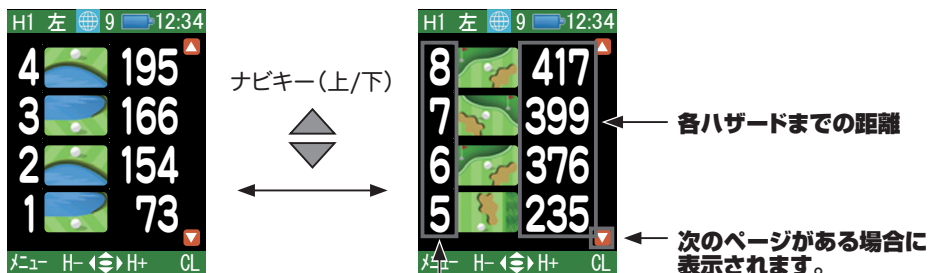 H1 左 9 12:34
4 195
3 166
2 154
1 73
メニュー H- H+ CL
ナビキー(上/下)
H1 左 9 12:34
8 417
7 399
6 376
5 235
メニュー H- H+ CL
各ハザードまでの距離
次のページがある場合に
表示されます。